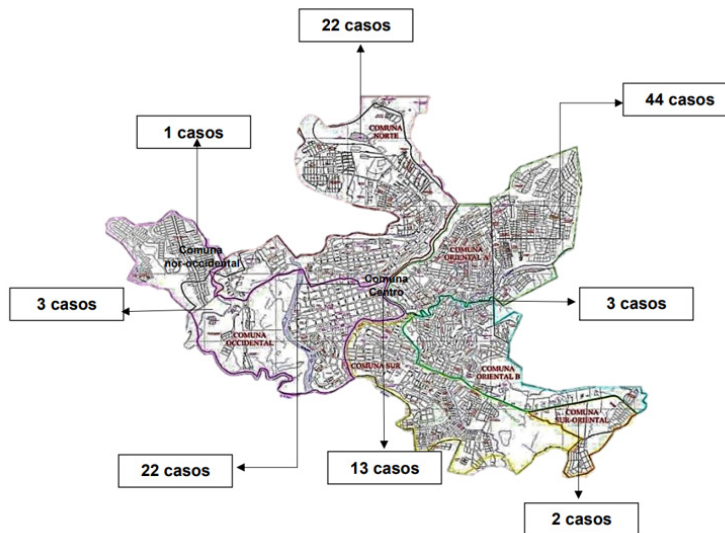 22 casos
44 casos
1 casos
COMUNA
NORTE
Comuna
nor-occidental
COMUNA
ORIENTAL A
Comuna
Centro
3 casos
3 casos
COMUNA
OCCIDENTAL
COMUNA SUR
COMUNA
ORIENTAL B
COMUNA
SUR-ORIENTAL
22 casos
13 casos
2 casos